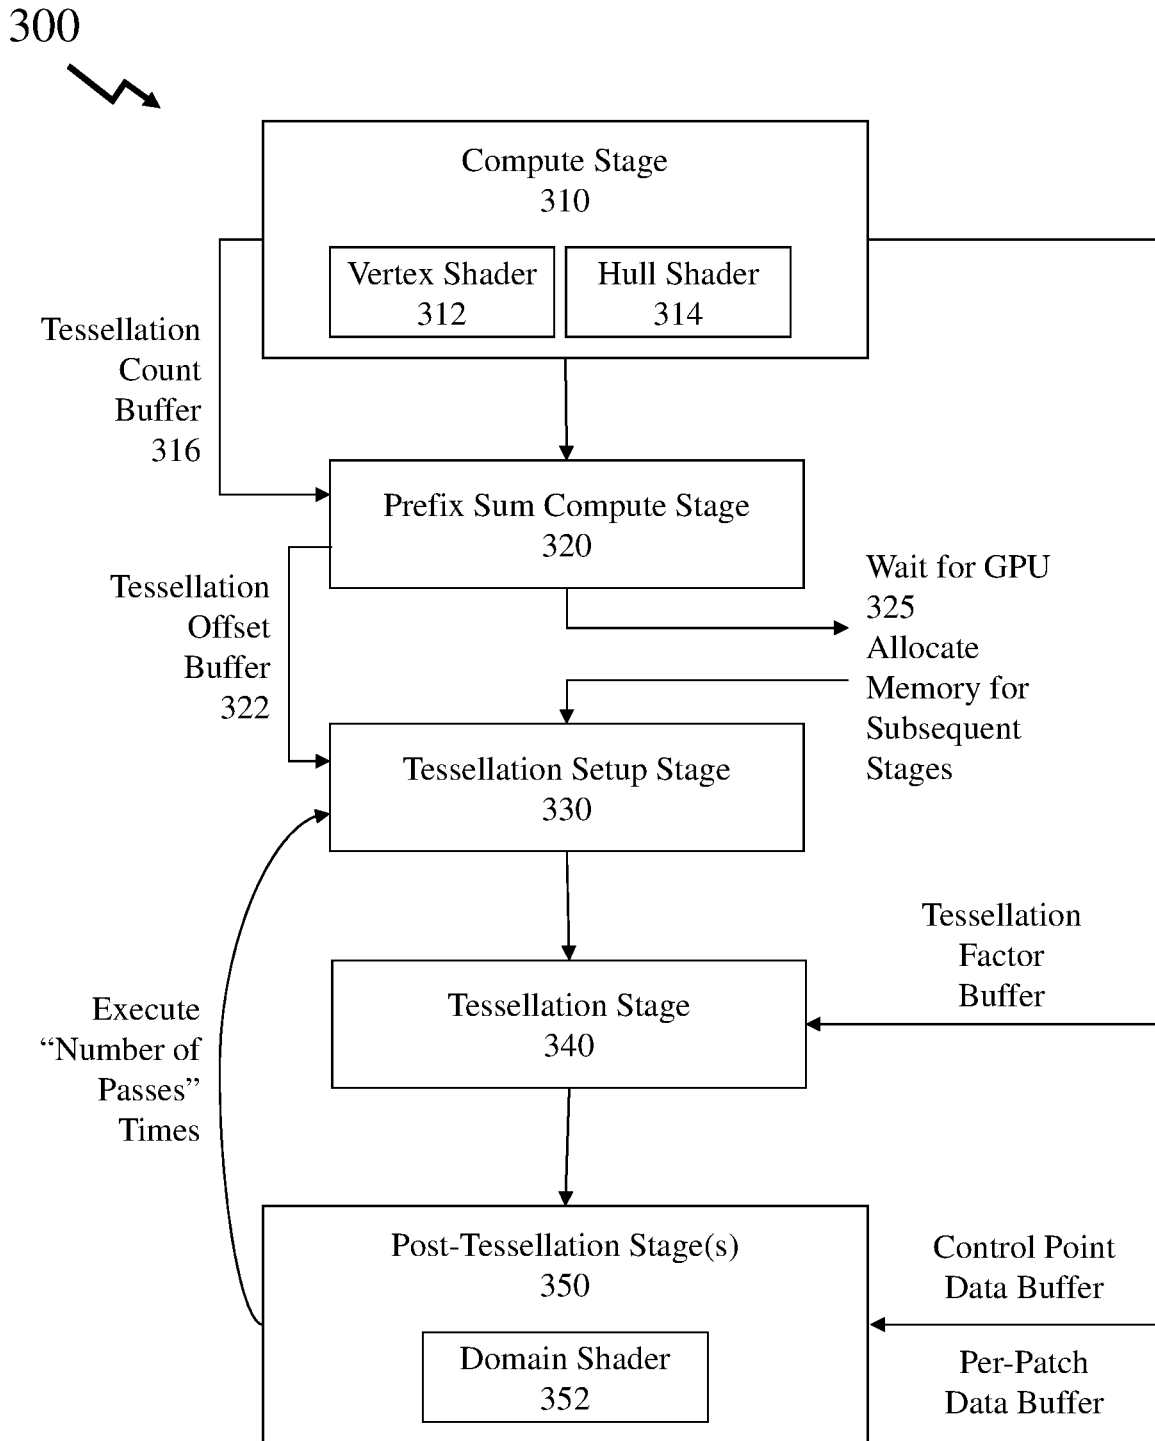 300
Compute Stage
310
Vertex Shader
312
Hull Shader
314
Tessellation
Count
Buffer
316
Prefix Sum Compute Stage
320
Tessellation
Offset
Buffer
322
Wait for GPU
325
Allocate
Memory for
Subsequent
Stages
Tessellation Setup Stage
330
Tessellation
Factor
Buffer
Tessellation Stage
340
Execute
“Number of
Passes”
Times
Post-Tessellation Stage(s)
350
Domain Shader
352
Control Point
Data Buffer
Per-Patch
Data Buffer